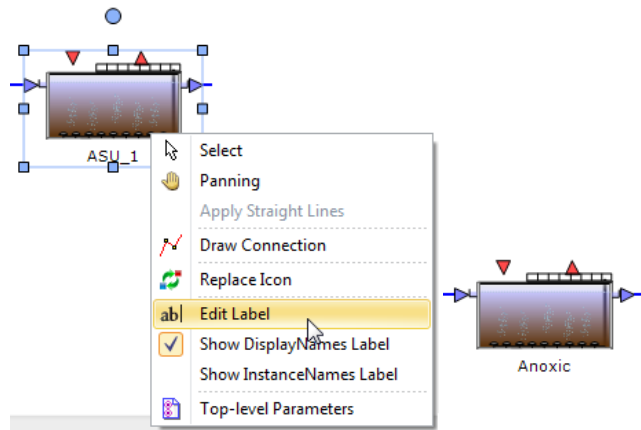 ASU_1
Select
Panning
Apply Straight Lines
Draw Connection
Replace Icon
ab Edit Label
Show DisplayNames Label
Show InstanceNames Label
Top-level Parameters
Anoxic